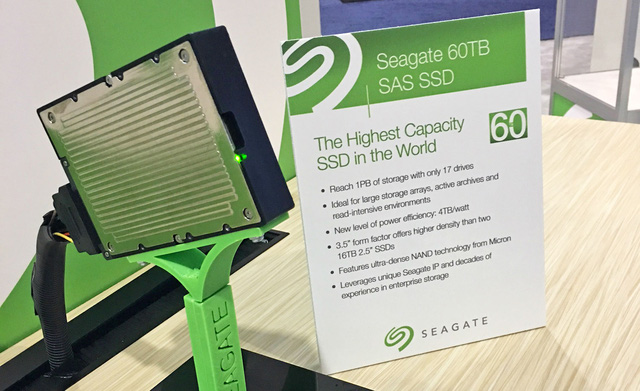 Seagate 60TB
SAS SSD
The Highest Capacity
SSD in the World
60
• Reach 1PB of storage with only 17 drives
• Ideal for large storage arrays, active archives and
read-intensive environments
• New level of power efficiency: 4TB/watt
• 3.5" form factor offers higher density than two
16TB 2.5" SSDs
• Features ultra-dense NAND technology from Micron
• Leverages unique Seagate IP and decades of
experience in enterprise storage
SEAGATE
SEAGATE